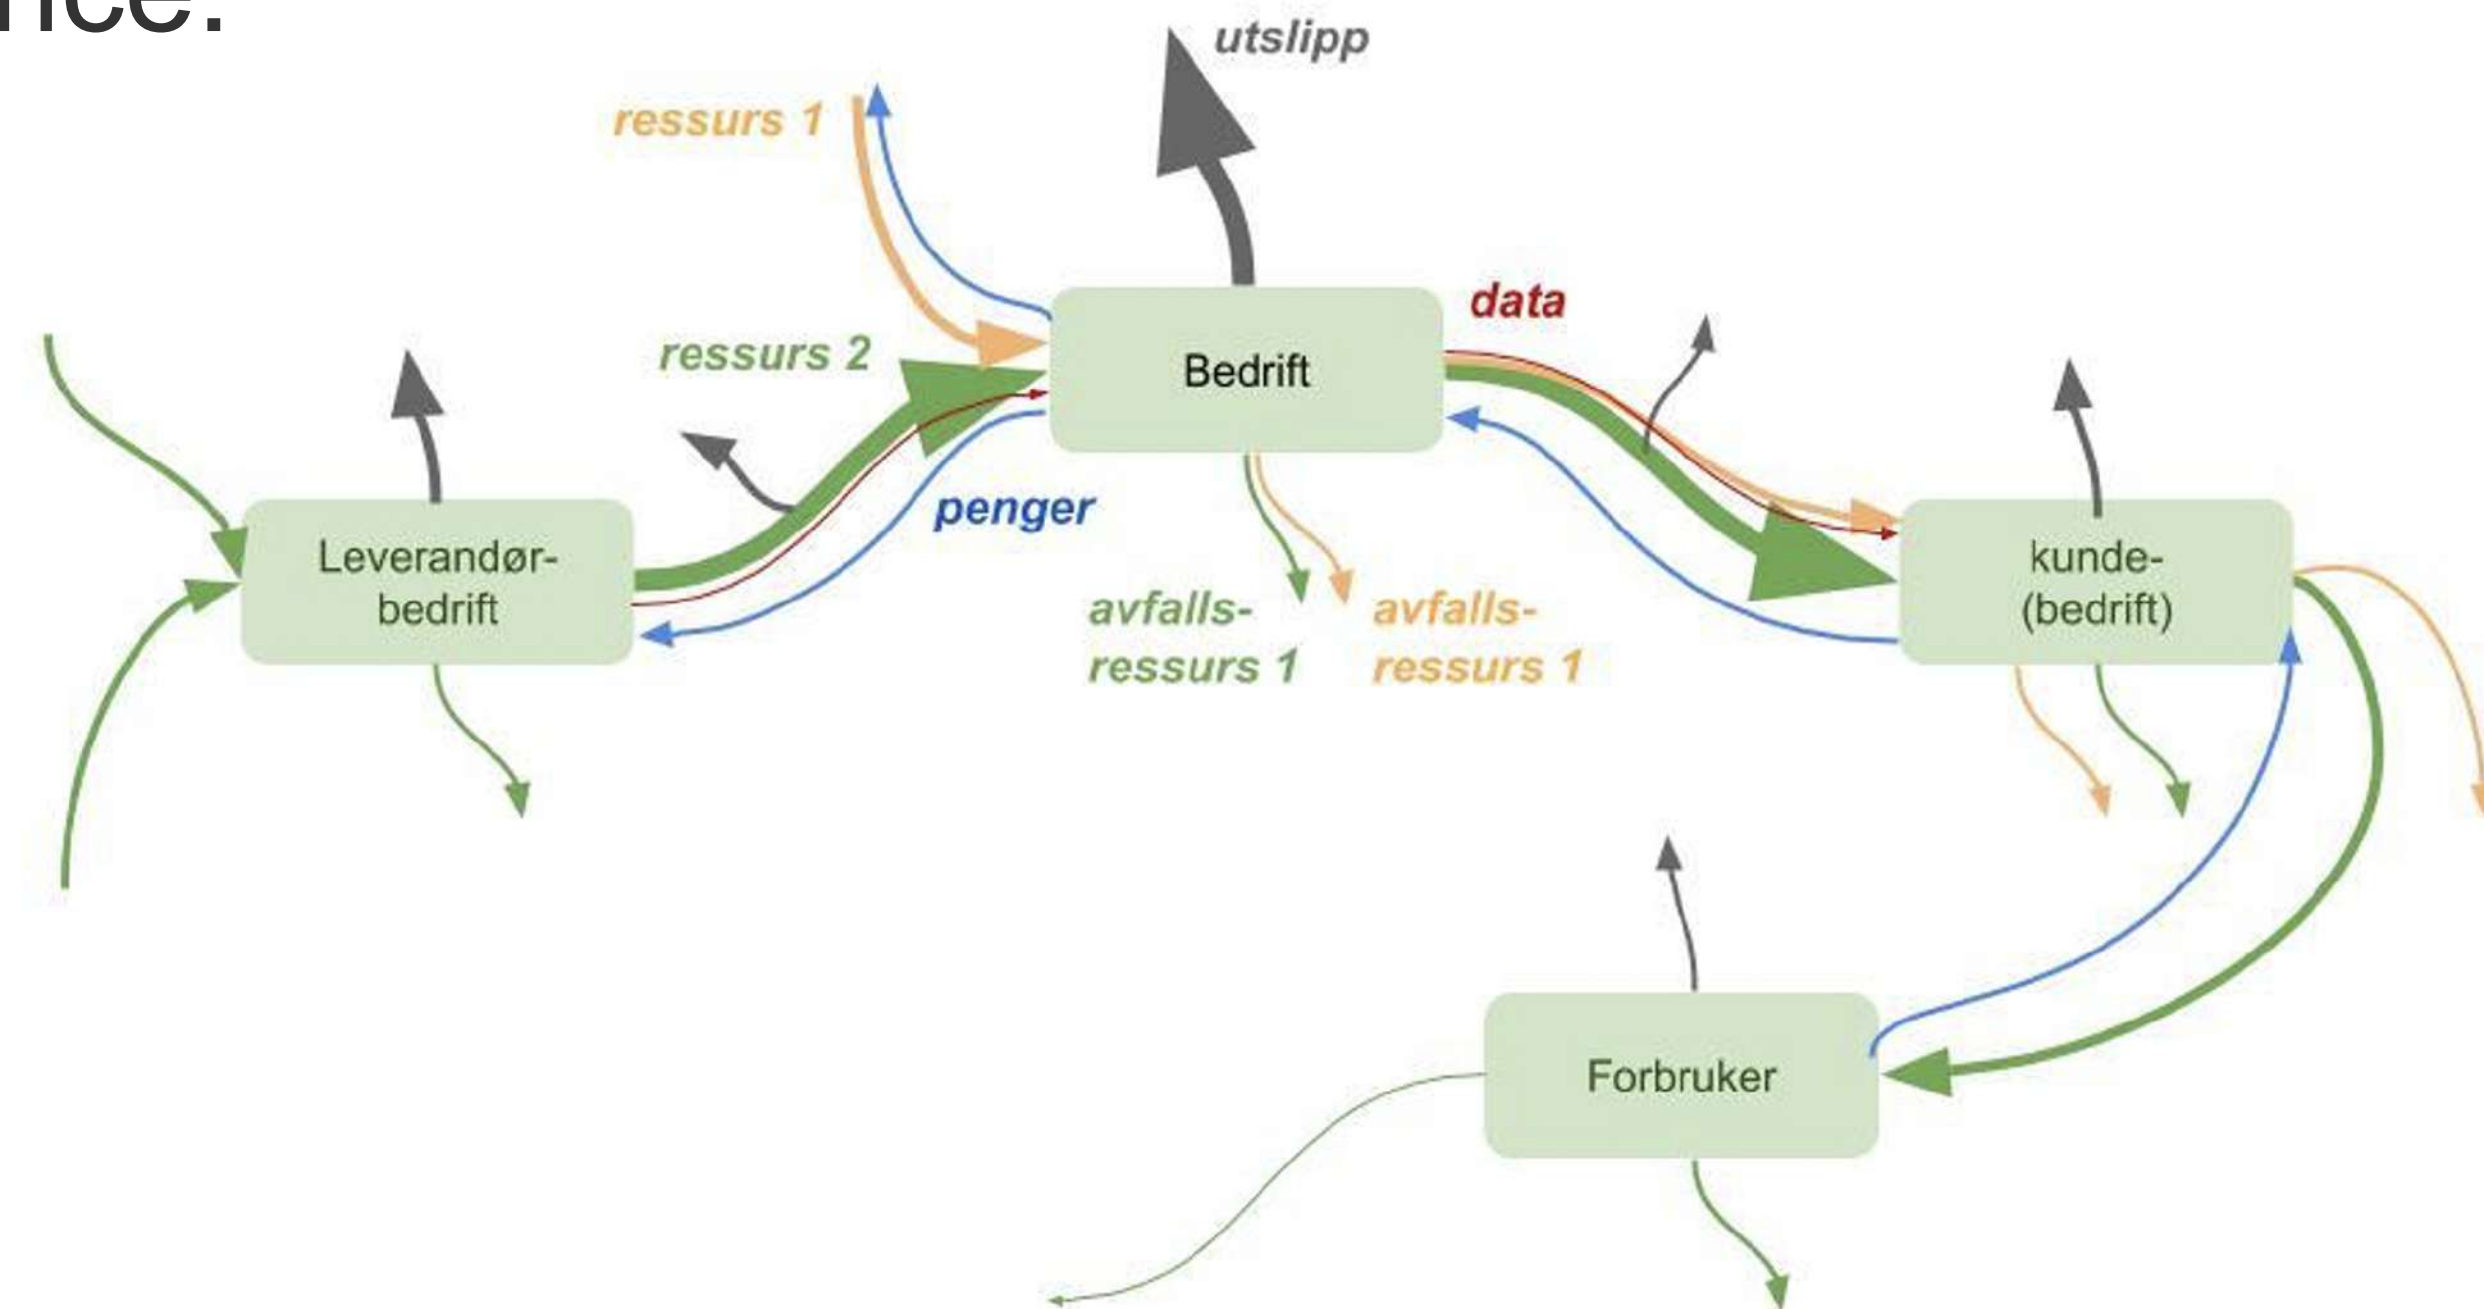 utslipp
ressurs 1
data
ressurs 2
Bedrift
penger
Leverandør-
bedrift
kunde-
(bedrift)
avfalls-
ressurs 1
avfalls-
ressurs 1
Forbruker